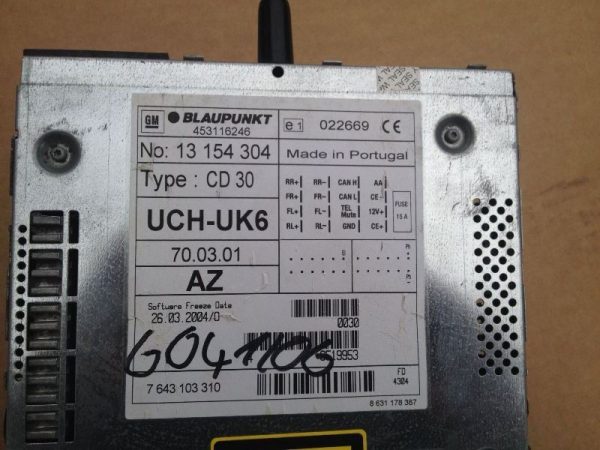 GM BLAUPUNKT
453116246
e1 022669 CE
No: 13 154 304
Made in Portugal
Type : CD 30
RR+ RR- CAN H AA
FR+ FR- CAN L CE-
FL+ FL- TEL Mute 12V+
RL+ RL- GND CE+
FUSE
15 A
UCH-UK6
70.03.01
AZ
Software Freeze Date
26.03.2004/0
0030
6519953
7 643 103 310
FD
4304
8 631 178 387